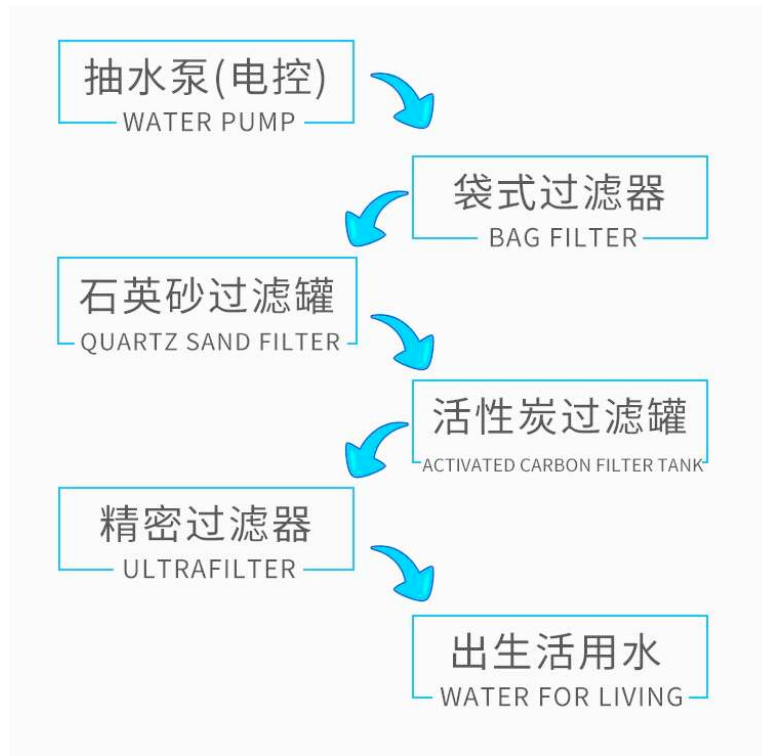 抽水泵(电控)
WATER PUMP
袋式过滤器
BAG FILTER
石英砂过滤罐
QUARTZ SAND FILTER
活性炭过滤罐
ACTIVATED CARBON FILTER TANK
精密过滤器
ULTRAFILTER
出生活用水
WATER FOR LIVING